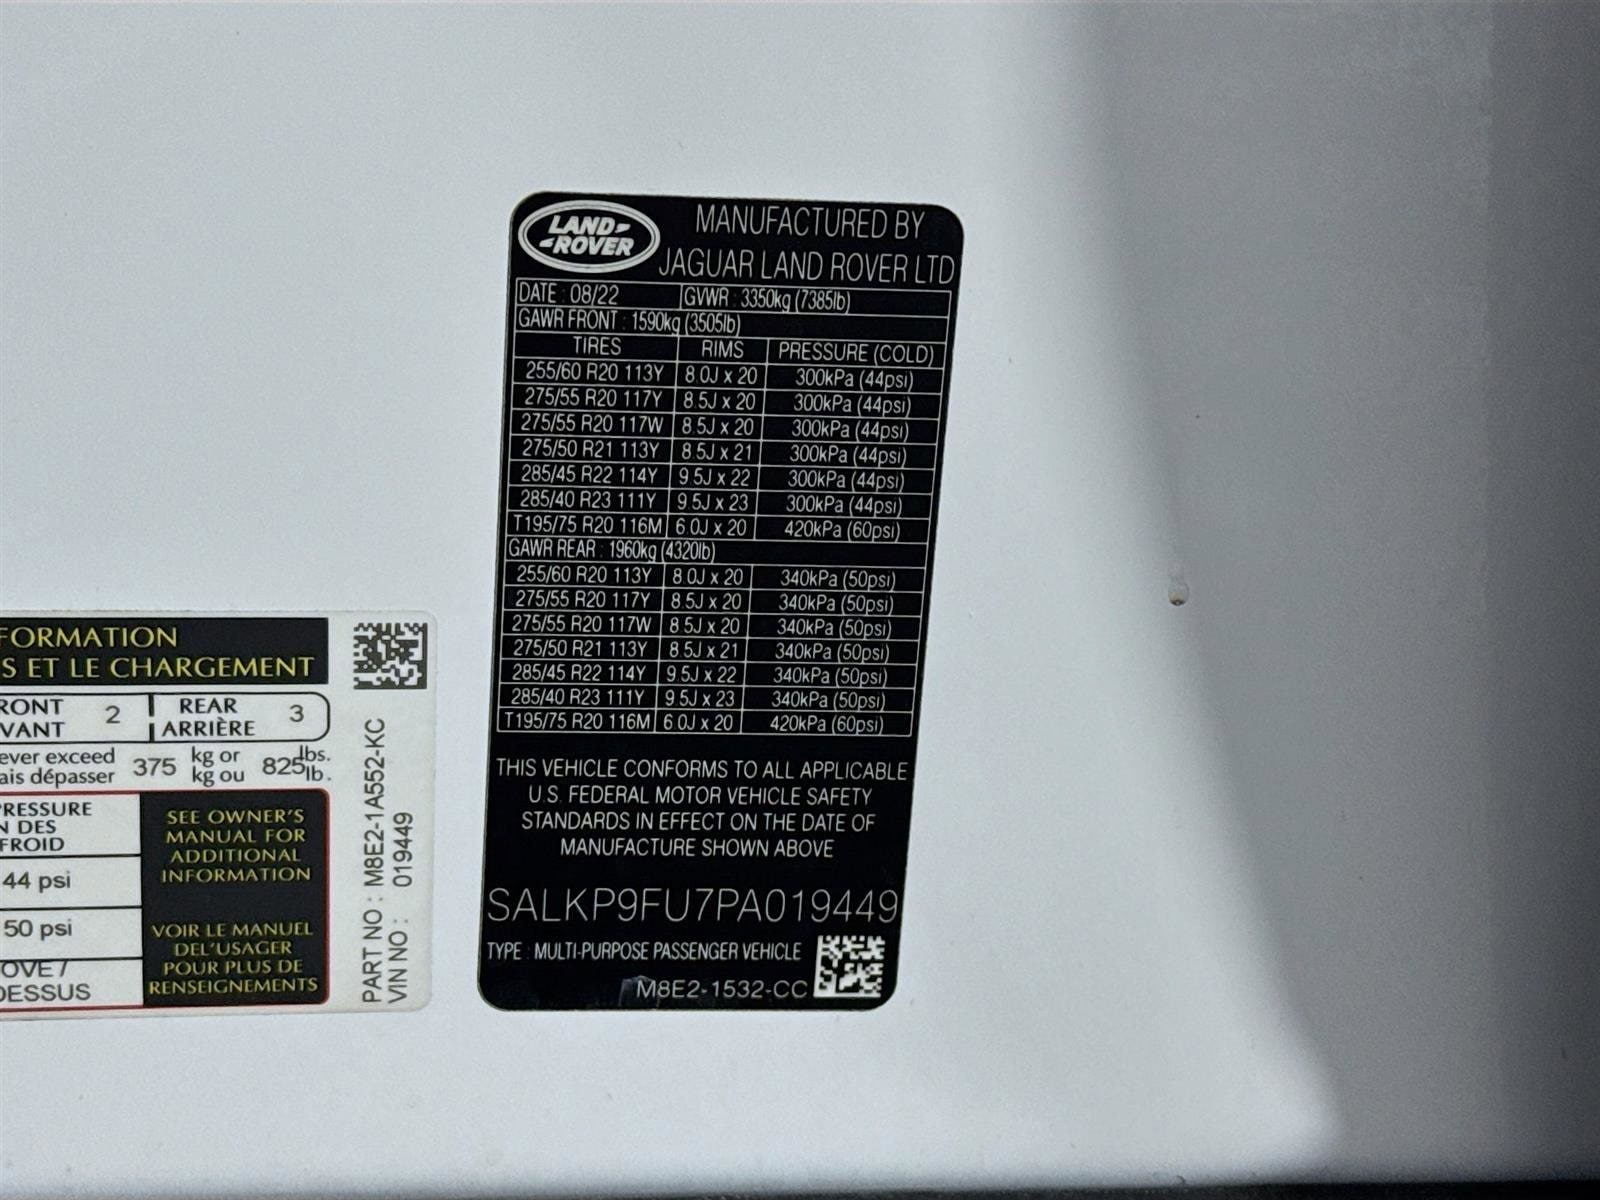 LAND-
-ROVER
MANUFACTURED BY
JAGUAR LAND ROVER LTD
DATE : 08/22 GVWR : 3350kg (7385lb)
GAWR FRONT : 1590kg (3505lb)
TIRES RIMS PRESSURE (COLD)
255/60 R20 113Y 8.0J x 20 300kPa (44psi)
275/55 R20 117Y 8.5J x 20 300kPa (44psi)
275/55 R20 117W 8.5J x 20 300kPa (44psi)
275/50 R21 113Y 8.5J x 21 300kPa (44psi)
285/45 R22 114Y 9.5J x 22 300kPa (44psi)
285/40 R23 111Y 9.5J x 23 300kPa (44psi)
T195/75 R20 116M 6.0J x 20 420kPa (60psi)
GAWR REAR : 1960kg (4320lb)
255/60 R20 113Y 8.0J x 20 340kPa (50psi)
275/55 R20 117Y 8.5J x 20 340kPa (50psi)
275/55 R20 117W 8.5J x 20 340kPa (50psi)
275/50 R21 113Y 8.5J x 21 340kPa (50psi)
285/45 R22 114Y 9.5J x 22 340kPa (50psi)
285/40 R23 111Y 9.5J x 23 340kPa (50psi)
T195/75 R20 116M 6.0J x 20 420kPa (60psi)
THIS VEHICLE CONFORMS TO ALL APPLICABLE
U.S. FEDERAL MOTOR VEHICLE SAFETY
STANDARDS IN EFFECT ON THE DATE OF
MANUFACTURE SHOWN ABOVE
SALKP9FU7PA019449
TYPE : MULTI-PURPOSE PASSENGER VEHICLE
M8E2-1532-CC
FORMATION
S ET LE CHARGEMENT
RONT
VANT
2
REAR
ARRIÈRE
3
ever exceed
ais dépasser
375
kg or
kg ou
825
lbs.
lb.
PRESSURE
N DES
FROID
44 psi
50 psi
OVE /
DESSUS
SEE OWNER'S
MANUAL FOR
ADDITIONAL
INFORMATION
VOIR LE MANUEL
DEL'USAGER
POUR PLUS DE
RENSEIGNEMENTS
PART NO : M8E2-1A552-KC
VIN NO : 019449